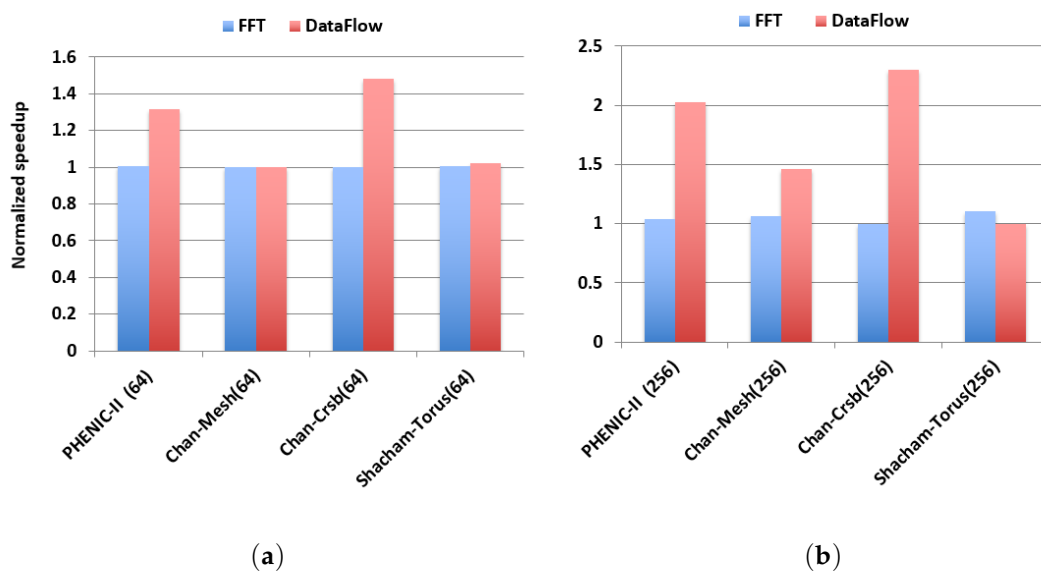 FFT DataFlow
Normalized speedup
1.6
1.4
1.2
1
0.8
0.6
0.4
0.2
0
PHENIC-II (64)
Chan-Mesh(64)
Chan-Crsb(64)
Shacham-Torus(64)
(a)
FFT DataFlow
2.5
2
1.5
1
0.5
0
PHENIC-II (256)
Chan-Mesh(256)
Chan-Crsb(256)
Shacham-Torus(256)
(b)